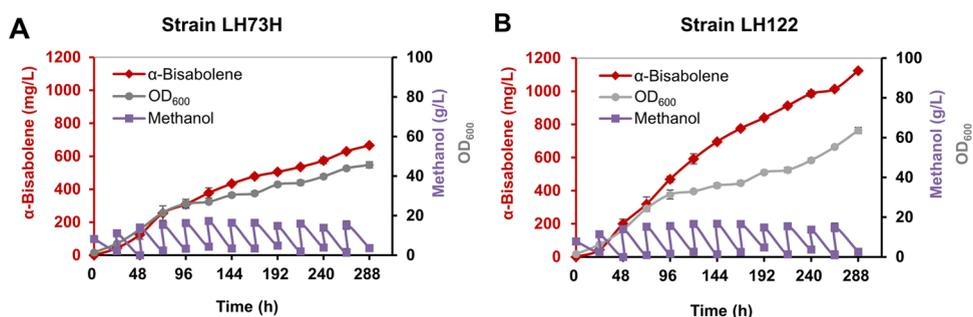 A
Strain LH73H
α-Bisabolene (mg/L)
1200
1000
800
600
400
200
0
α-Bisabolene
OD600
Methanol
100
80
60
40
20
0
Methanol (g/L)
OD600
0 48 96 144 192 240 288
Time (h)
B
Strain LH122
α-Bisabolene (mg/L)
1200
1000
800
600
400
200
0
α-Bisabolene
OD600
Methanol
100
80
60
40
20
0
Methanol (g/L)
OD600
0 48 96 144 192 240 288
Time (h)